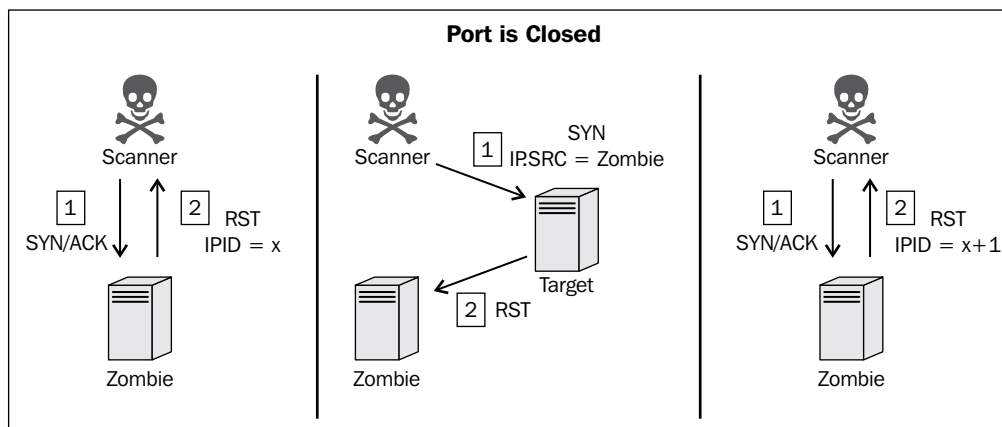 Port is Closed
Scanner
1
SYN/ACK
2
RST
IPID = x
Zombie
Scanner
1
SYN
IP.SRC = Zombie
Target
2
RST
Zombie
Scanner
1
SYN/ACK
2
RST
IPID = x+1
Zombie